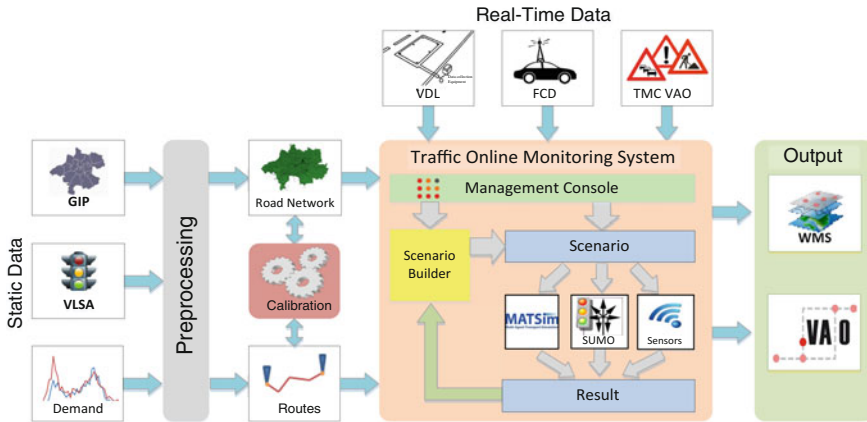 Real-Time Data
VDL
FCD
TMC VAO
Static Data
GIP
VLSA
Demand
Preprocessing
Road Network
Calibration
Routes
Traffic Online Monitoring System
Management Console
Scenario
Builder
Scenario
MATSim
SUMO
Sensors
Result
Output
WMS
VAO